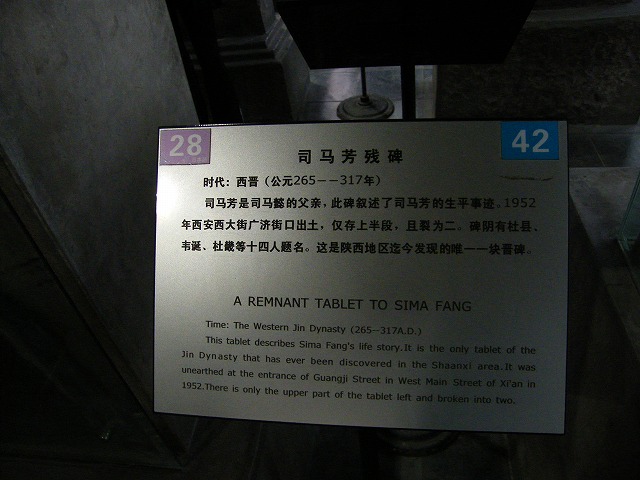 28
42
司马芳残碑
时代：西晋（公元265——317年）
司马芳是司马懿的父亲，此碑叙述了司马芳的生平事迹。1952
年西安西大街广济街口出土，仅存上半段，且裂为二。碑阴有杜县、
韦诞、杜畿等十四人题名。这是陕西地区迄今发现的唯一一块晋碑。
A REMNANT TABLET TO SIMA FANG
Time: The Western Jin Dynasty (265—317A.D.)
This tablet describes Sima Fang's life story.It is the only tablet of the
Jin Dynasty that has ever been discovered in the Shaanxi area.It was
unearthed at the entrance of Guangji Street in West Main Street of Xi'an in
1952.There is only the upper part of the tablet left and broken into two.